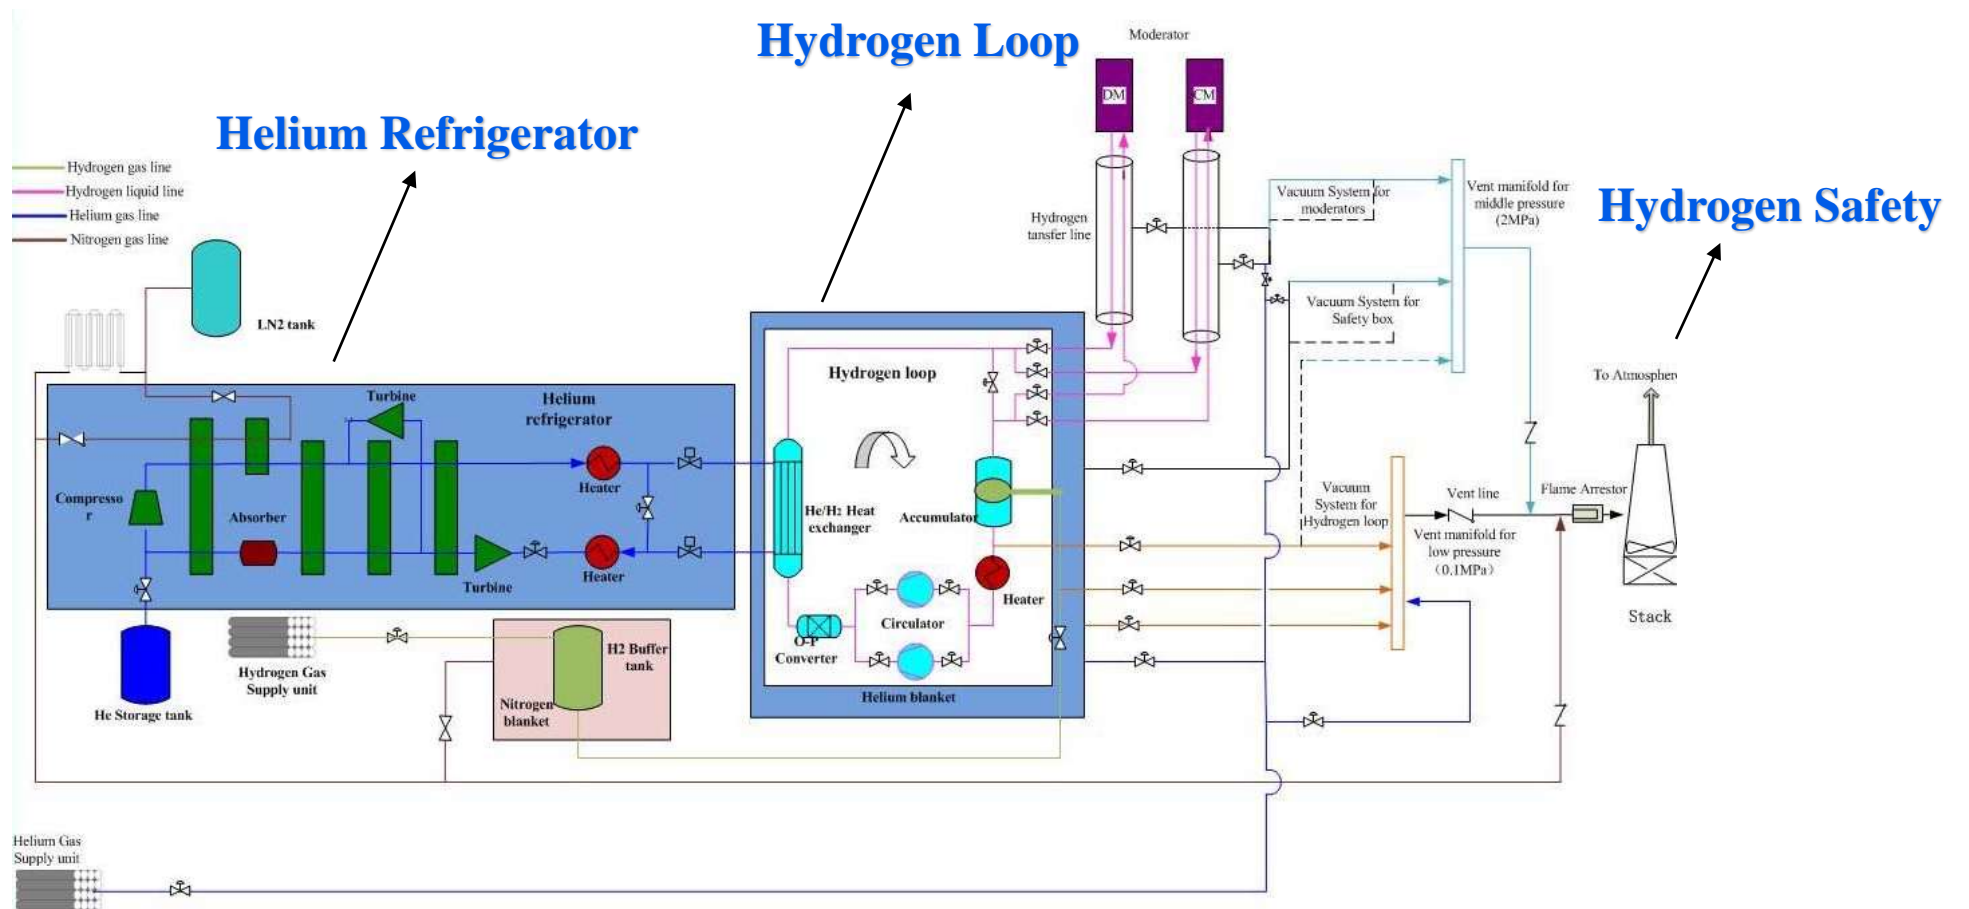 Hydrogen Loop
Helium Refrigerator
Hydrogen Safety
Hydrogen gas line
Hydrogen liquid line
Helium gas line
Nitrogen gas line
LN2 tank
Moderator
DM
CM
Hydrogen
tansfer line
Vacuum System for
moderators
Vent manifold for
middle pressure
(2MPa)
Vacuum System for
Safety box
To Atmospher
Turbine
Helium
refrigerator
Hydrogen loop
Compresso
r
Absorber
Heater
Heater
Turbine
He/H2 Heat
exchanger
Accumulator
Heater
Circulator
O-P
Converter
Helium blanket
Vacuum
System for
Hydrogen loop
Vent line
Flame Arrestor
Vent manifold for
low pressure
(0.1MPa)
Stack
Hydrogen Gas
Supply unit
H2 Buffer
tank
Nitrogen
blanket
He Storage tank
Helium Gas
Supply unit